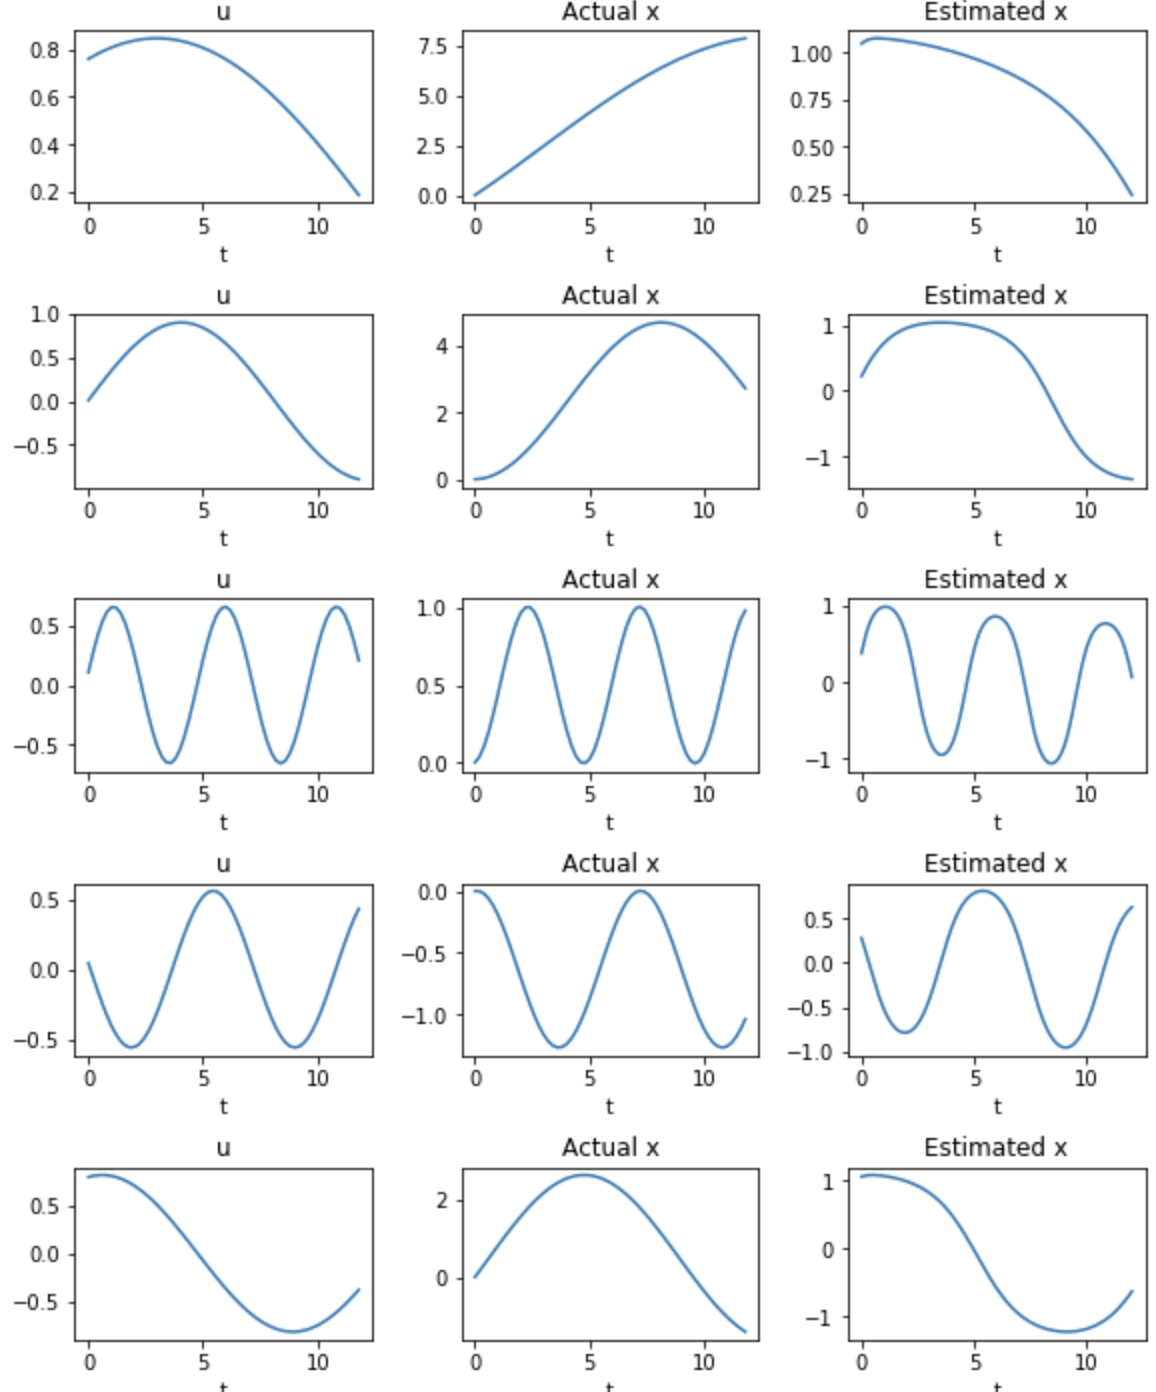 u Actual x Estimated x
0.8 7.5 1.00
0.6 5.0 0.75
0.4 2.5 0.50
0.2 0.0 0.25
0 5 10 0 5 10 0 5 10
t t t
u Actual x Estimated x
1.0 4 1
0.5 2 0
0.0 0 −1
−0.5
0 5 10 0 5 10 0 5 10
t t t
u Actual x Estimated x
0.5 1.0 1
0.0 0.5 0
−0.5 0.0 −1
0 5 10 0 5 10 0 5 10
t t t
u Actual x Estimated x
0.5 0.0 0.5
0.0 −0.5 0.0
−0.5 −1.0 −0.5
−1.0
0 5 10 0 5 10 0 5 10
t t t
u Actual x Estimated x
0.5 2 1
0.0 0 0
−0.5 −1
0 5 10 0 5 10 0 5 10
t t t